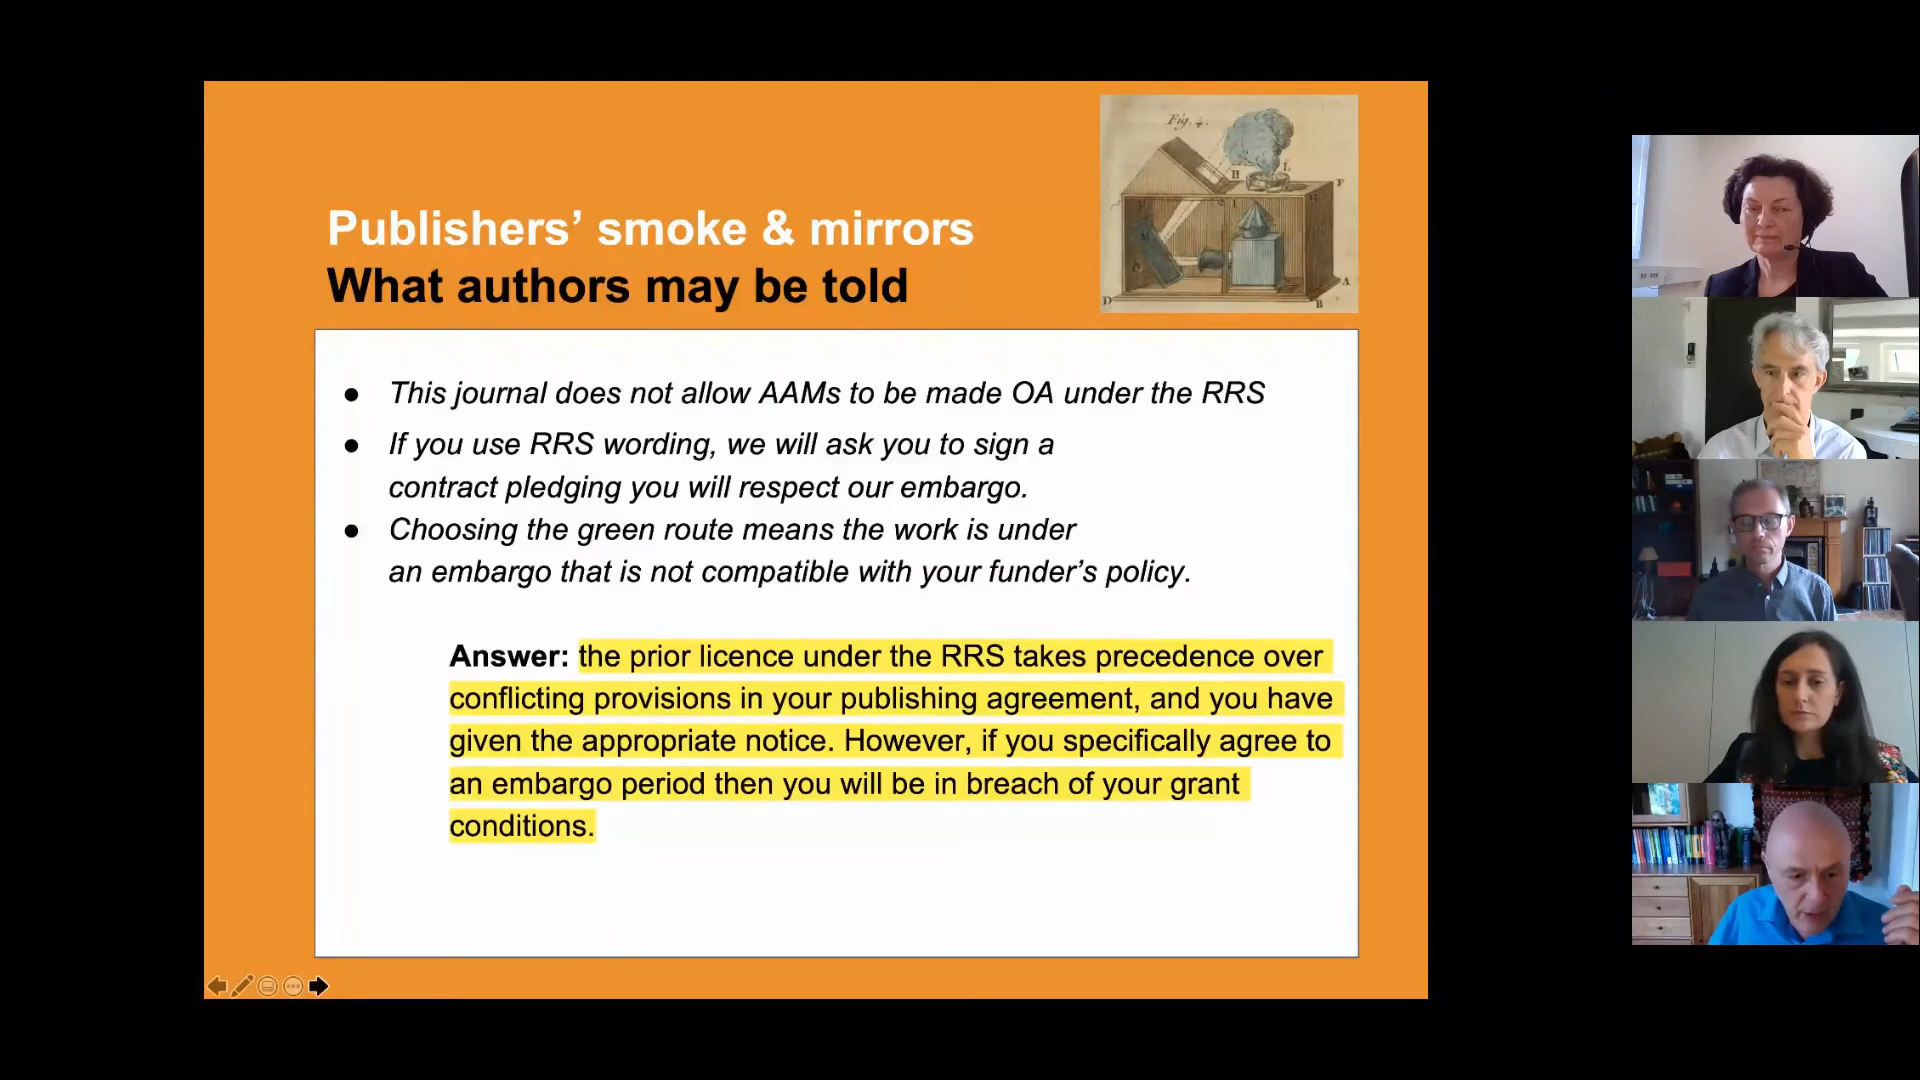 Fig. 4.
Publishers’ smoke & mirrors
What authors may be told
● This journal does not allow AAMs to be made OA under the RRS
● If you use RRS wording, we will ask you to sign a
contract pledging you will respect our embargo.
● Choosing the green route means the work is under
an embargo that is not compatible with your funder’s policy.
Answer: the prior licence under the RRS takes precedence over
conflicting provisions in your publishing agreement, and you have
given the appropriate notice. However, if you specifically agree to
an embargo period then you will be in breach of your grant
conditions.
H
F
A
B
D